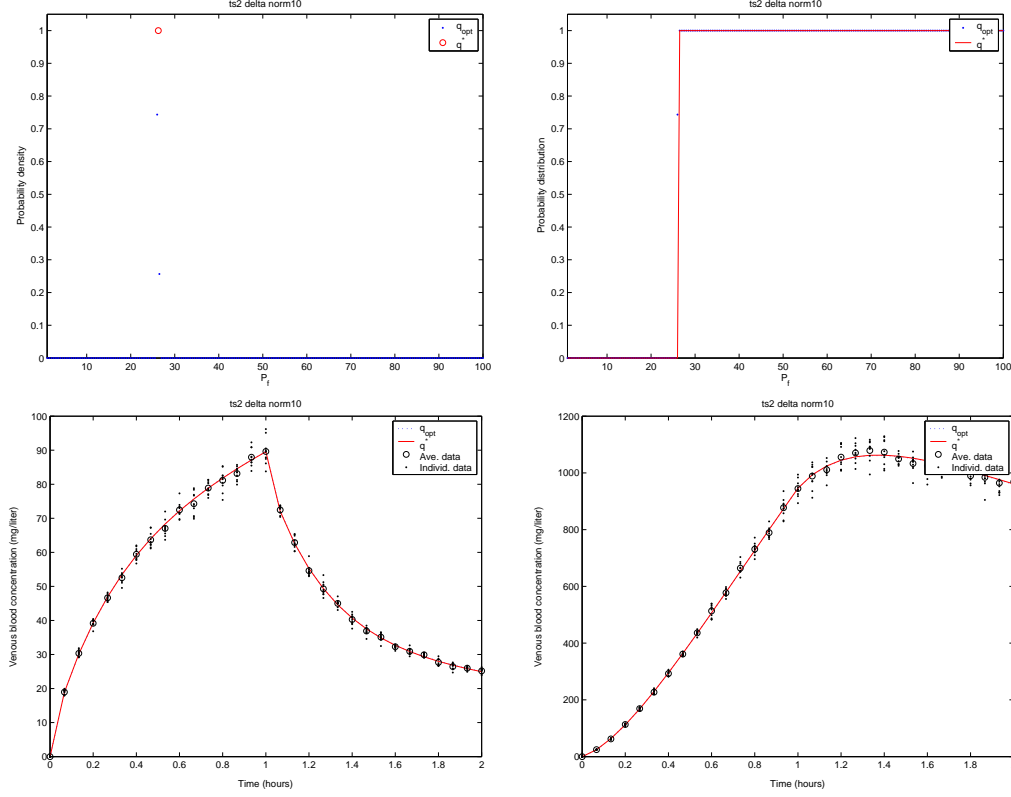 ts2 delta norm10
q_opt
q*
Probability density
1
0.9
0.8
0.7
0.6
0.5
0.4
0.3
0.2
0.1
0
10 20 30 40 50 60 70 80 90 100
P_f
ts2 delta norm10
q_opt
q*
Probability distribution
1
0.9
0.8
0.7
0.6
0.5
0.4
0.3
0.2
0.1
0
10 20 30 40 50 60 70 80 90 100
P_f
ts2 delta norm10
q_opt
q*
Ave. data
Individ. data
Venous blood concentration (mg/liter)
100
90
80
70
60
50
40
30
20
10
0
0 0.2 0.4 0.6 0.8 1 1.2 1.4 1.6 1.8 2
Time (hours)
ts2 delta norm10
q_opt
q*
Ave. data
Individ. data
Venous blood concentration (mg/liter)
1200
1000
800
600
400
200
0
0 0.2 0.4 0.6 0.8 1 1.2 1.4 1.6 1.8
Time (hours)